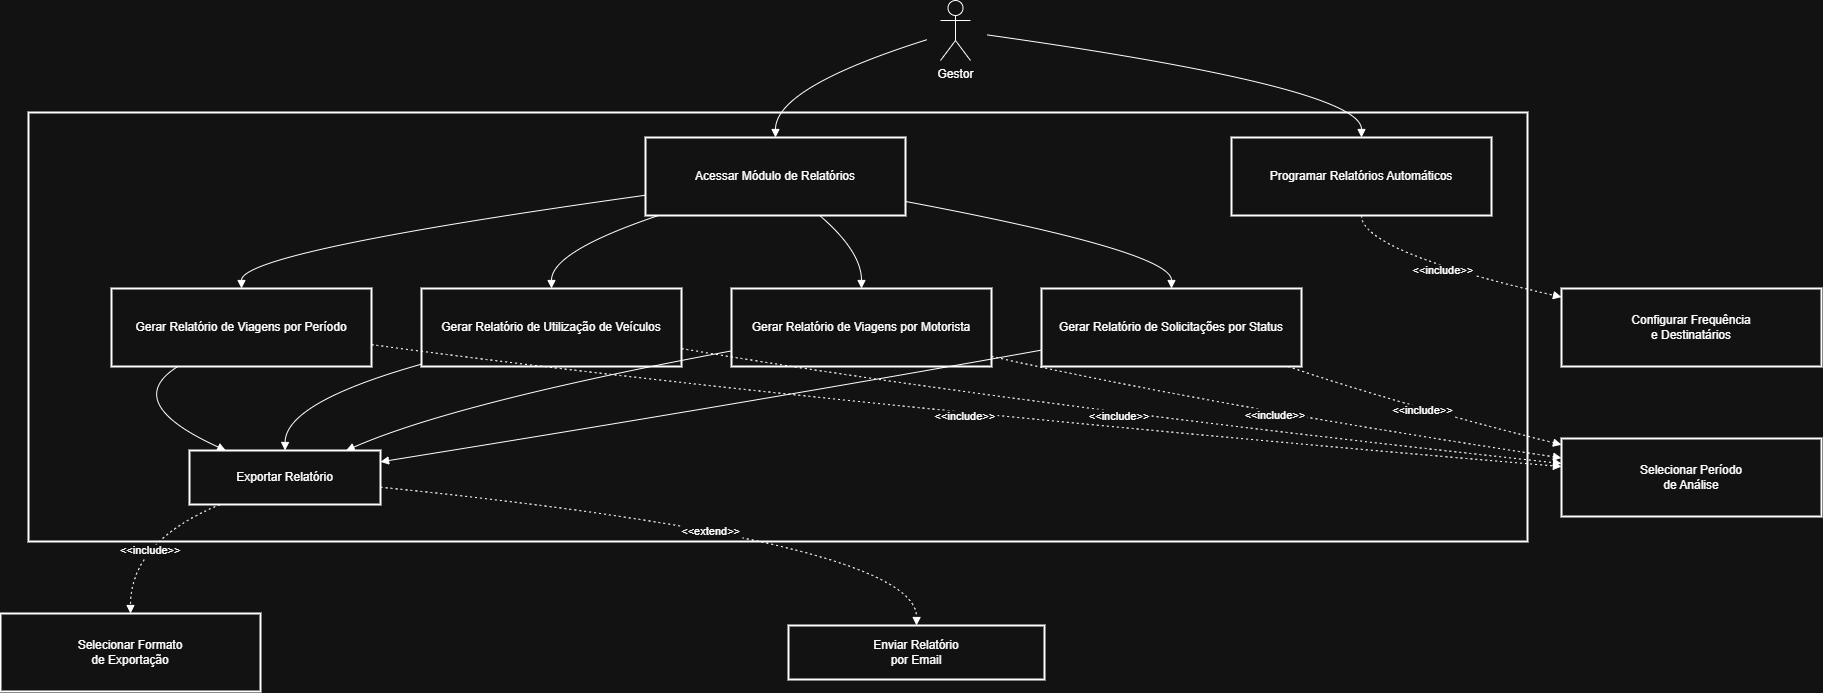 Gestor
Acessar Módulo de Relatórios
Programar Relatórios Automáticos
<<include>>
Gerar Relatório de Viagens por Período
Gerar Relatório de Utilização de Veículos
Gerar Relatório de Viagens por Motorista
Gerar Relatório de Solicitações por Status
Configurar Frequência
e Destinatários
<<include>>
<<include>>
<<include>>
<<include>>
Exportar Relatório
Selecionar Período
de Análise
<<extend>>
<<include>>
Selecionar Formato
de Exportação
Enviar Relatório
por Email